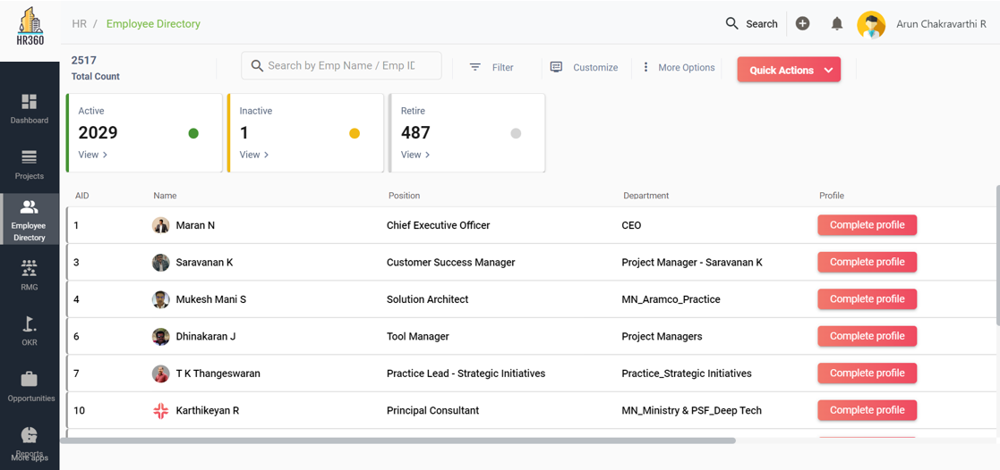 HR360
HR / Employee Directory
Search
Arun Chakravarthi R
2517
Total Count
Search by Emp Name / Emp ID
Filter
Customize
More Options
Quick Actions
Dashboard
Projects
Employee
Directory
RMG
OKR
Opportunities
Reports
More apps
Active
2029
View >
Inactive
1
View >
Retire
487
View >
AID Name Position Department Profile
1 Maran N Chief Executive Officer CEO Complete profile
3 Saravanan K Customer Success Manager Project Manager - Saravanan K Complete profile
4 Mukesh Mani S Solution Architect MN_Aramco_Practice Complete profile
6 Dhinakaran J Tool Manager Project Managers Complete profile
7 T K Thangeswaran Practice Lead - Strategic Initiatives Practice_Strategic Initiatives Complete profile
10 Karthikeyan R Principal Consultant MN_Ministry & PSF_Deep Tech Complete profile